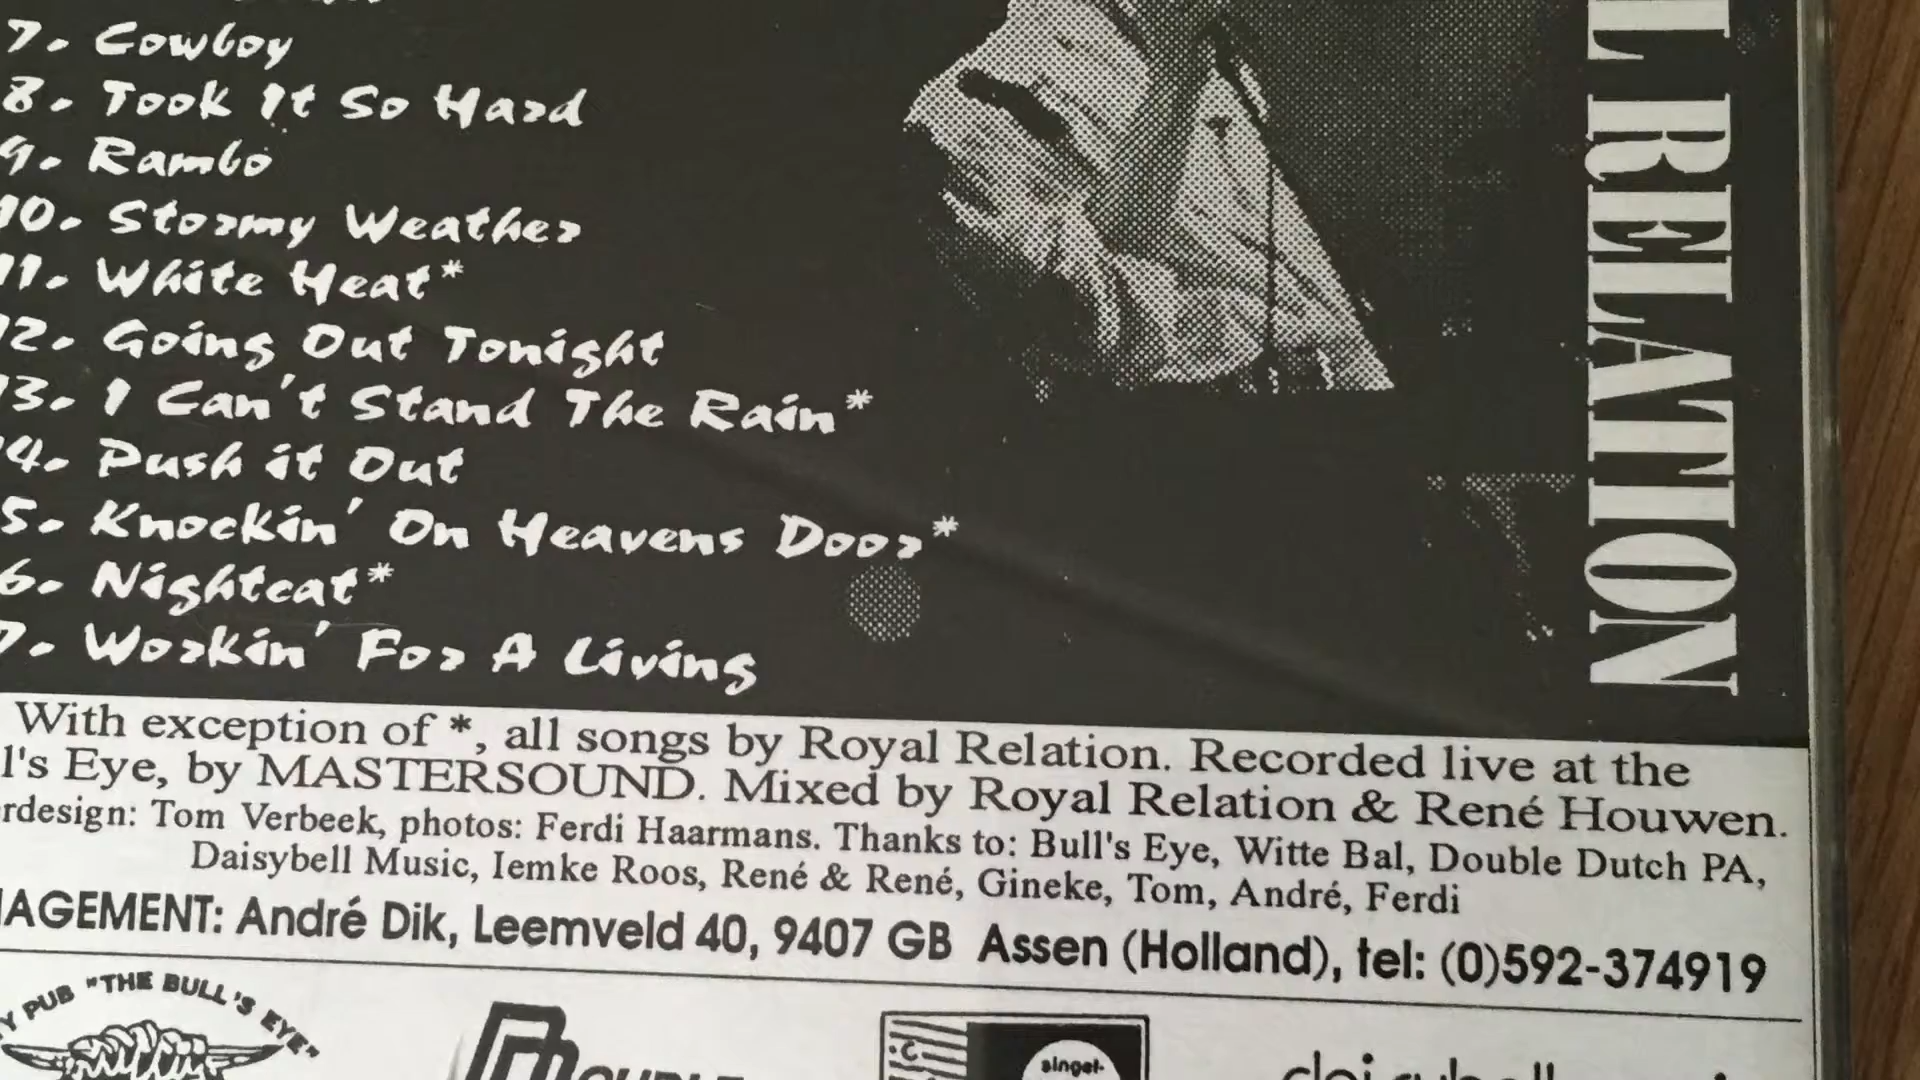 7. Cowboy
8. Took It So Hard
9. Rambo
10. Stormy Weather
11. White Heat*
12. Going Out Tonight
13. I Can't Stand The Rain*
4. Push it Out
5. Knockin' On Heavens Door*
6. Nightcat*
7. Workin' For A Living
L RELATION
With exception of *, all songs by Royal Relation. Recorded live at the
l's Eye, by MASTERSOUND. Mixed by Royal Relation & René Houwen.
rdesign: Tom Verbeek, photos: Ferdi Haarmans. Thanks to: Bull's Eye, Witte Bal, Double Dutch PA,
Daisybell Music, Iemke Roos, René & René, Gineke, Tom, André, Ferdi
AGEMENT: André Dik, Leemveld 40, 9407 GB Assen (Holland), tel: (0)592-374919
Y PUB "THE BULL'S EYE"
singel-